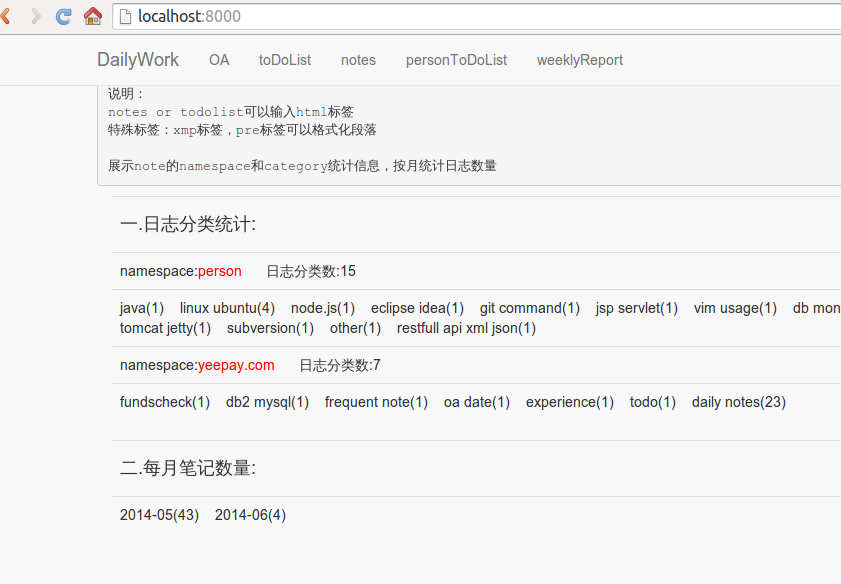 localhost:8000
DailyWork OA toDoList notes personToDoList weeklyReport
说明：
notes or todolist可以输入html标签
特殊标签：xmp标签，pre标签可以格式化段落
展示note的namespace和category统计信息，按月统计日志数量
一.日志分类统计:
namespace:person 日志分类数:15
java(1) linux ubuntu(4) node.js(1) eclipse idea(1) git command(1) jsp servlet(1) vim usage(1) db mon
tomcat jetty(1) subversion(1) other(1) restfull api xml json(1)
namespace:yeepay.com 日志分类数:7
fundscheck(1) db2 mysql(1) frequent note(1) oa date(1) experience(1) todo(1) daily notes(23)
二.每月笔记数量:
2014-05(43) 2014-06(4)